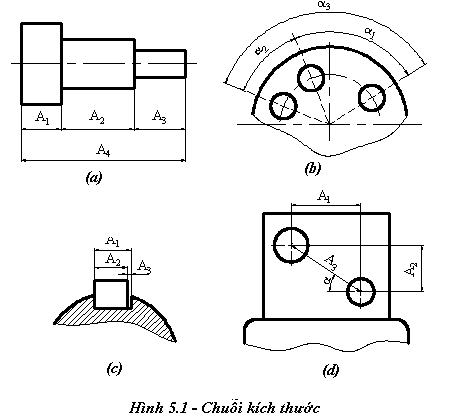 α3
α1
α2
A1 A2 A3
A4
(a)
(b)
A1
A2
A3
(c)
A1
A3
A2
α
(d)
Hình 5.1 - Chuỗi kích thước